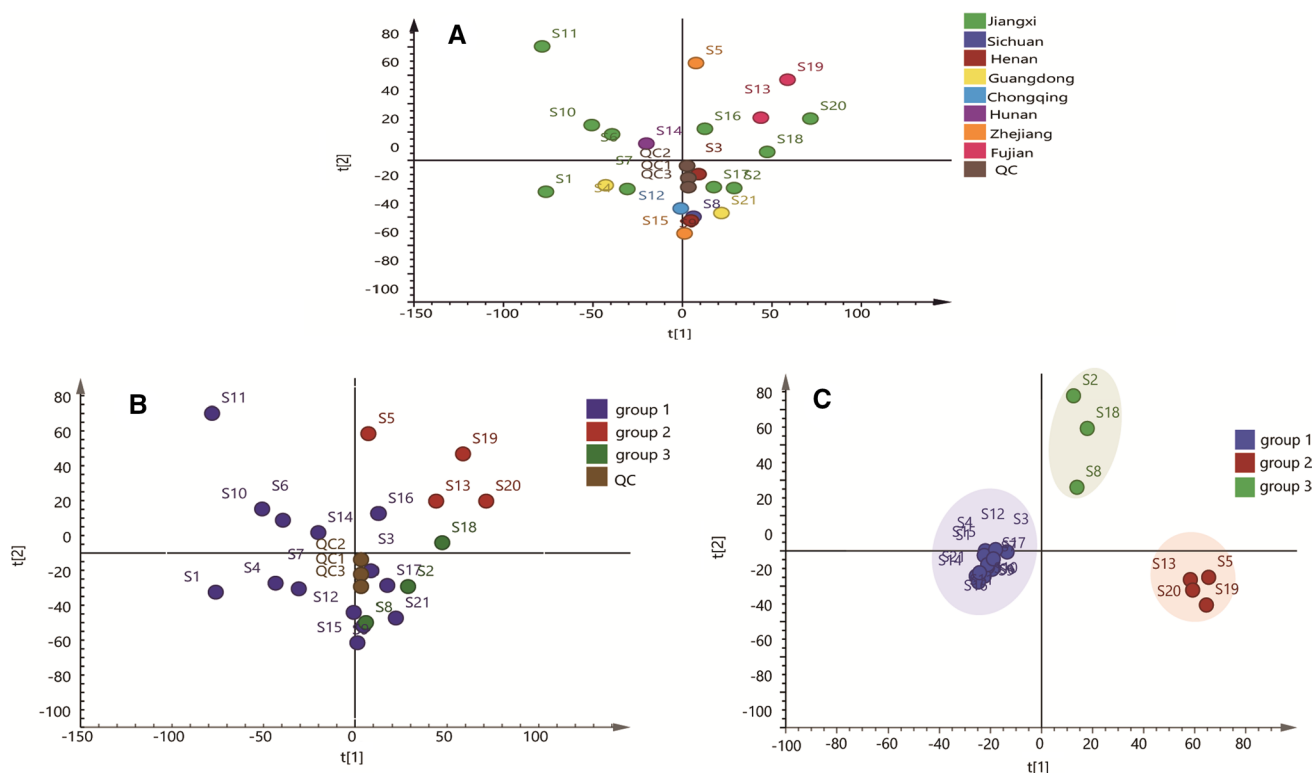 A
80
60
40
20
0
-20
-40
-60
-80
-100
t[2]
-150
-100
-50
0
50
100
t[1]
S11
S5
S19
S13
S20
S10
S16
S6
S14
S18
QC2
S3
S7
QC1
QC3
S17
S2
S1
S4
S12
S8
S21
S15
Jiangxi
Sichuan
Henan
Guangdong
Chongqing
Hunan
Zhejiang
Fujian
QC
B
80
60
40
20
0
-20
-40
-60
-80
-100
t[2]
-150
-100
-50
0
50
100
t[1]
S11
S5
S19
S6
S10
S13
S20
S16
S14
S18
QC2
S3
S7
QC1
QC3
S17
S2
S4
S1
S12
S21
S8
S15
S9
group 1
group 2
group 3
QC
C
80
60
40
20
0
-20
-40
-60
-80
-100
t[2]
-100
-80
-60
-40
-20
0
20
40
60
80
t[1]
S2
S18
S8
S12
S3
S4
S17
S14
S13
S5
S20
S19
group 1
group 2
group 3